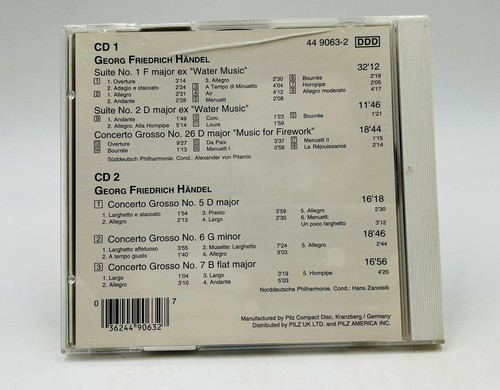 CD 1 44 9063-2 DDD
GEORG FRIEDRICH HÄNDEL
Suite No. 1 F major ex "Water Music" 32'12
1 1. Overture 3'14 3. Allegro 2'30 6 Bourrée 2'19
2. Adagio e staccato 2'24 A Tempo di Minuetto 4'04 Hornpipe 2'05
2 1. Allegro 2'31 4 Air 4'12 8 Allegro moderato 4'17
2. Andante 2'28 5 Menuett 2'08
Suite No. 2 D major ex "Water Music" 11'46
9 1. Andante 1'49 Coro 1'23 Bourrée 1'21
2. Allegro: Alla Hornpipe 5'14 Loure 1'59
Concerto Grosso No. 26 D major "Music for Firework" 18'44
Overture 9'27 Da Paix 3'37 Menuett II 1'15
Bourrée 1'13 Menuett I 5'09 La Réjouissance 2'14
Süddeutsch Philharmonie. Cond.: Alexander von Pitamic
CD 2
GEORG FRIEDRICH HÄNDEL
1 Concerto Grosso No. 5 D major 16'18
1. Larghetto e staccato 1'54 3. Presto 3'59 5. Allegro 2'30
2. Allegro 2'13 4. Largo 2'30 6. Menuett:
Un poco larghetto 3'12
2 Concerto Grosso No. 6 G minor 18'46
1. Larghetto affetuoso 3'55 3. Musette: Larghetto 7'24 5. Allegro 2'44
2. A tempo giusto 1'40 4. Allegro 3'03
3 Concerto Grosso No. 7 B flat major 16'56
1. Largo 1'04 3. Largo 3'19 5. Hornpipe 4'20
2. Allegro 3'10 4. Andante 5'03
Norddeutsche Philharmonie. Cond.: Hans Zanotelli
0 7
36244 90632
Manufactured by Pilz Compact Disc, Kranzberg / Germany
Distributed by PILZ UK LTD. and PILZ AMERICA INC.